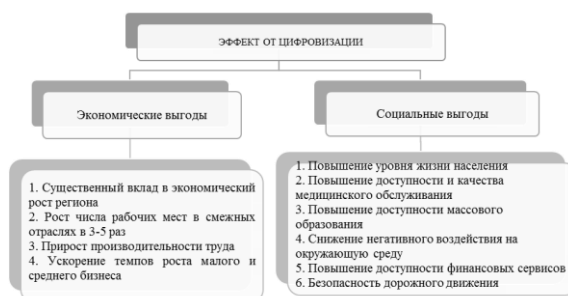 ЭФФЕКТ ОТ ЦИФРОВИЗАЦИИ
Экономические выгоды
1. Существенный вклад в экономический
рост региона
2. Рост числа рабочих мест в смежных
отраслях в 3-5 раз
3. Прирост производительности труда
4. Ускорение темпов роста малого и
среднего бизнеса
Социальные выгоды
1. Повышение уровня жизни населения
2. Повышение доступности и качества
медицинского обслуживания
3. Повышение доступности массового
образования
4. Снижение негативного воздействия на
окружающую среду
5. Повышение доступности финансовых сервисов
6. Безопасность дорожного движения